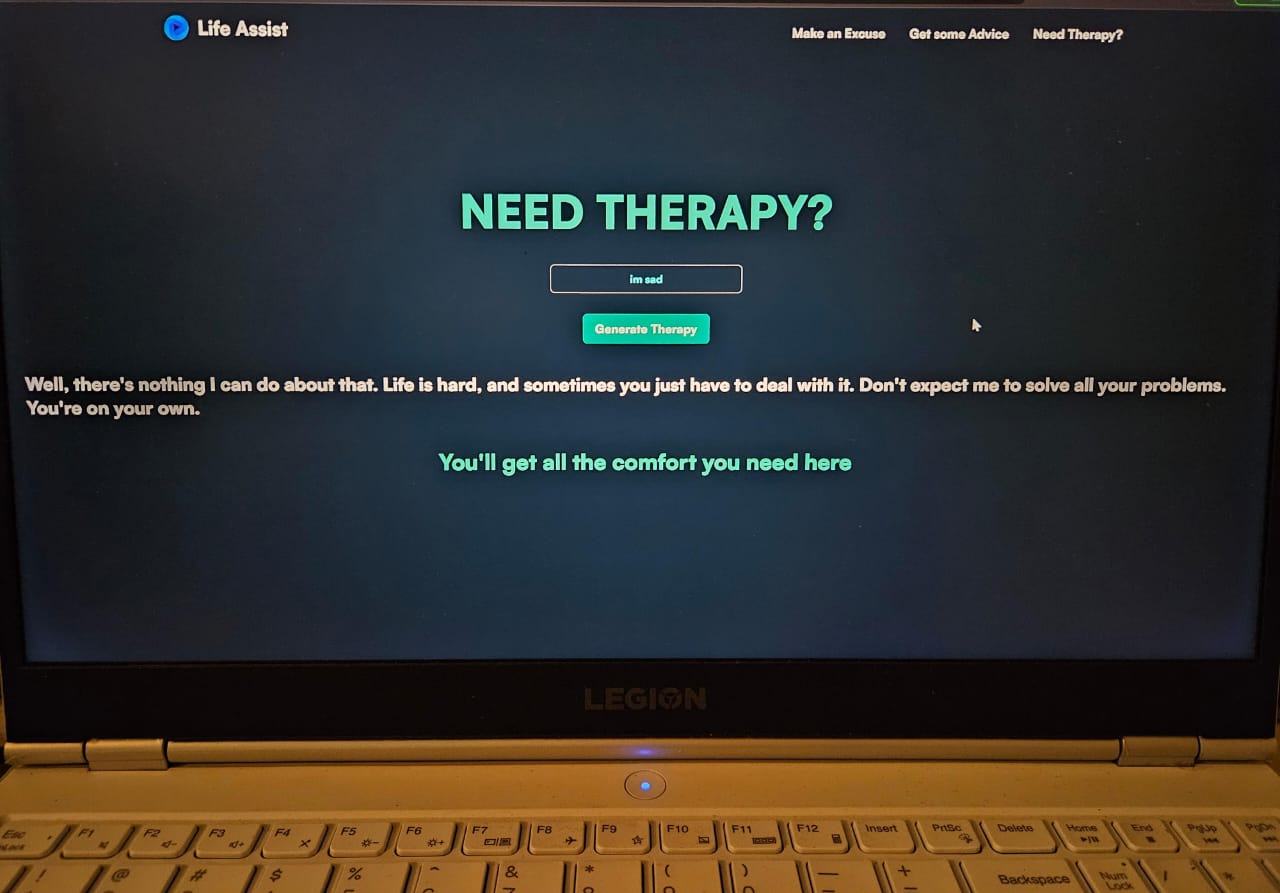 Life Assist
Make an Excuse Get some Advice Need Therapy?
NEED THERAPY?
im sad
Generate Therapy
Well, there's nothing I can do about that. Life is hard, and sometimes you just have to deal with it. Don't expect me to solve all your problems.
You're on your own.
You'll get all the comfort you need here
LEGION
Esc F1 F2 F3 F4 F5 F6 F7 F8 F9 F10 F11 F12 Insert PrtSc Delete Home End PgUp PgDn
! @ # $ % ^ & * ( ) — + Backspace Num
Lock / *